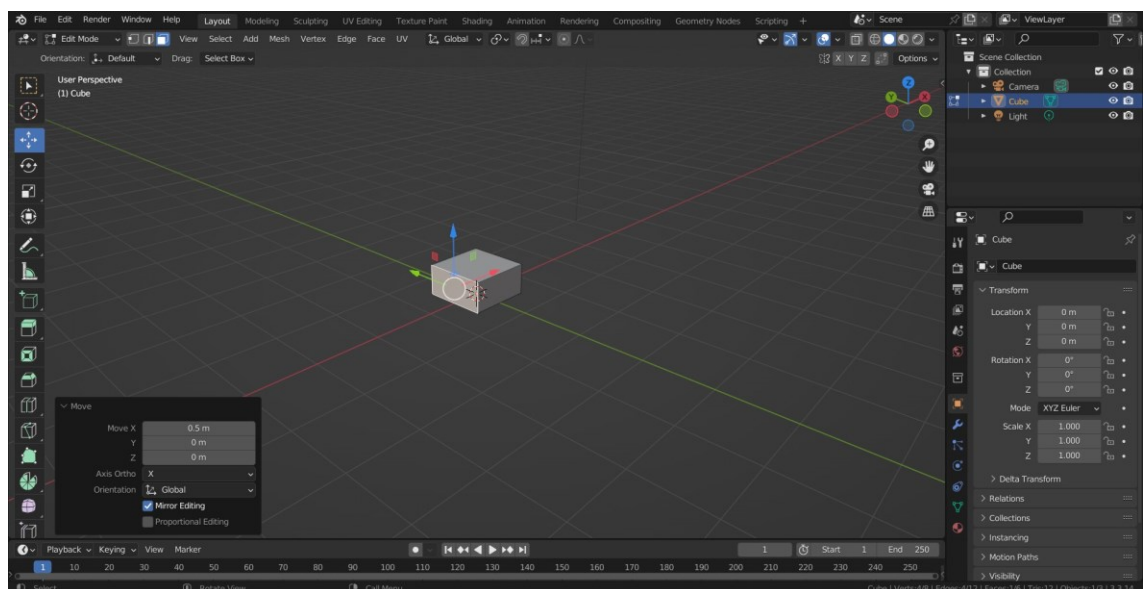 File Edit Render Window Help Layout Modeling Sculpting UV Editing Texture Paint Shading Animation Rendering Compositing Geometry Nodes Scripting + Scene ViewLayer
Edit Mode View Select Add Mesh Vertex Edge Face UV Global
Orientation: Default Drag: Select Box X Y Z Options
User Perspective
(1) Cube
Z
Y
X
Scene Collection
Collection
Camera
Cube
Light
Cube
Cube
Transform
Location X 0 m
Y 0 m
Z 0 m
Rotation X 0°
Y 0°
Z 0°
Mode XYZ Euler
Scale X 1.000
Y 1.000
Z 1.000
Delta Transform
Relations
Collections
Instancing
Motion Paths
Visibility
Move
Move X 0.5 m
Y 0 m
Z 0 m
Axis Ortho X
Orientation Global
Mirror Editing
Proportional Editing
Playback Keying View Marker 1 Start 1 End 250
1 10 20 30 40 50 60 70 80 90 100 110 120 130 140 150 160 170 180 190 200 210 220 230 240 250
Select Rotate View Call Menu